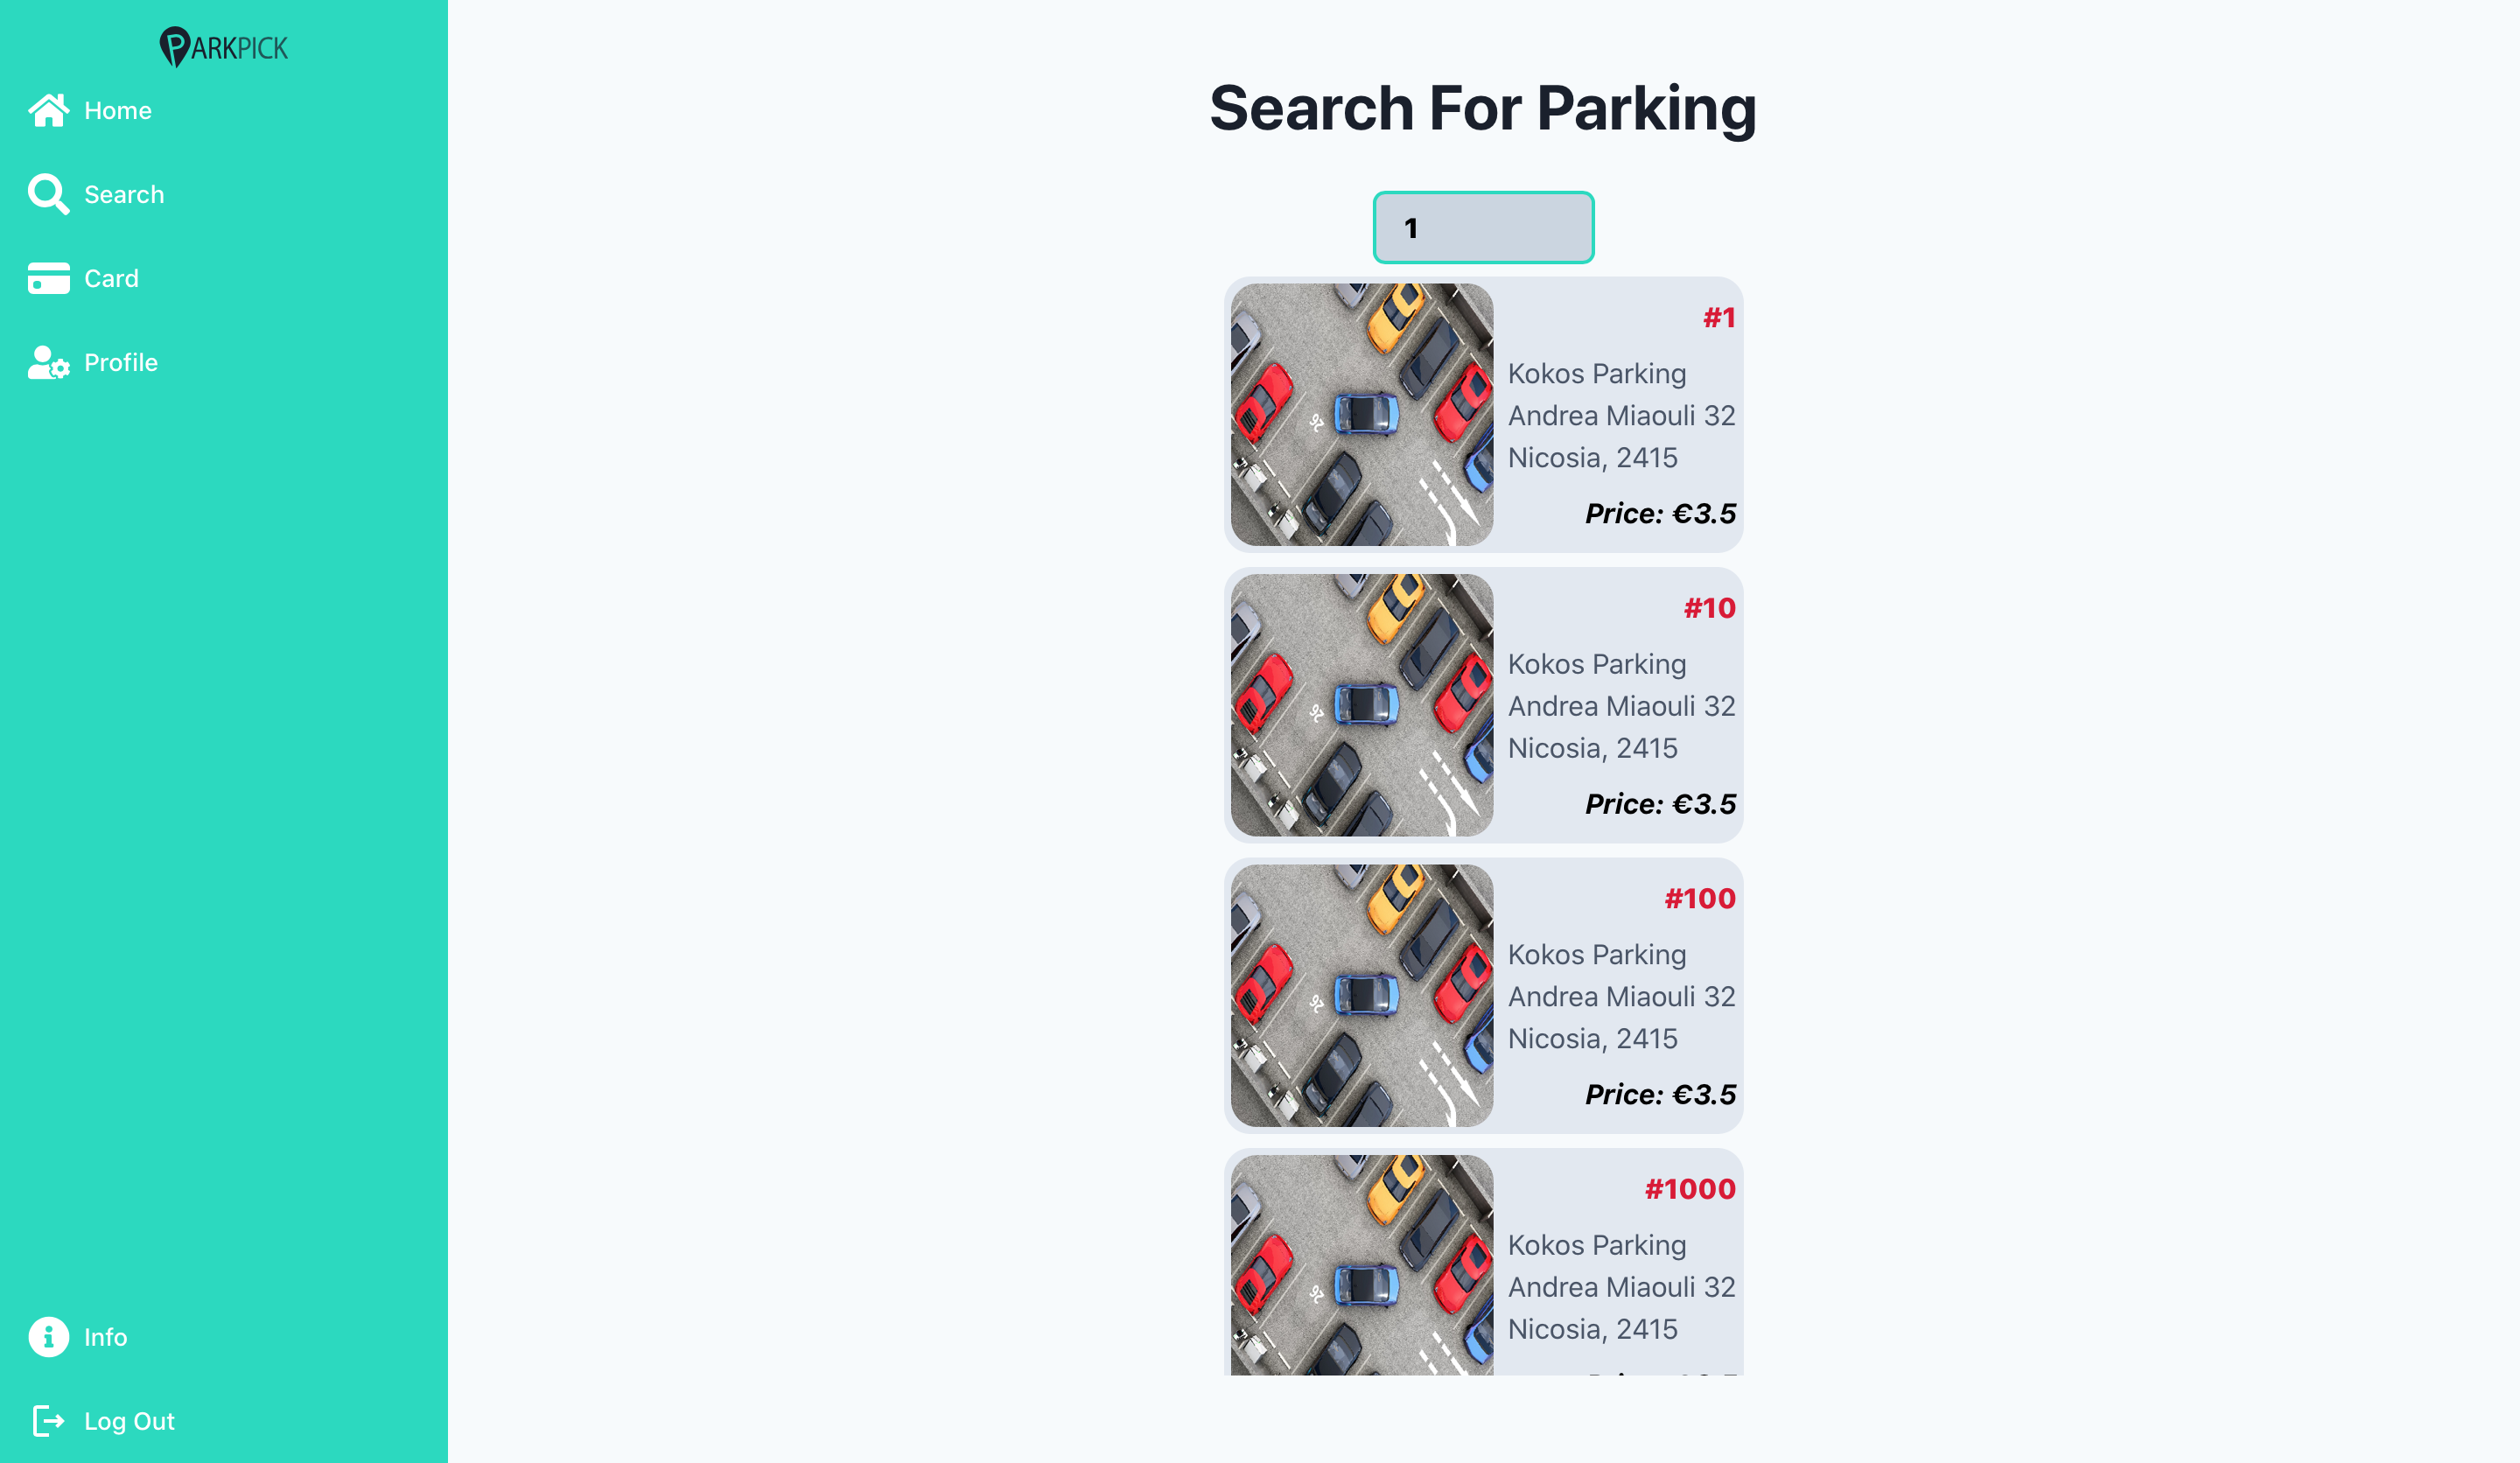 PARKPICK
Home
Search
Card
Profile
Info
Log Out
Search For Parking
1
#1
Kokos Parking
Andrea Miaouli 32
Nicosia, 2415
Price: €3.5
#10
Kokos Parking
Andrea Miaouli 32
Nicosia, 2415
Price: €3.5
#100
Kokos Parking
Andrea Miaouli 32
Nicosia, 2415
Price: €3.5
#1000
Kokos Parking
Andrea Miaouli 32
Nicosia, 2415